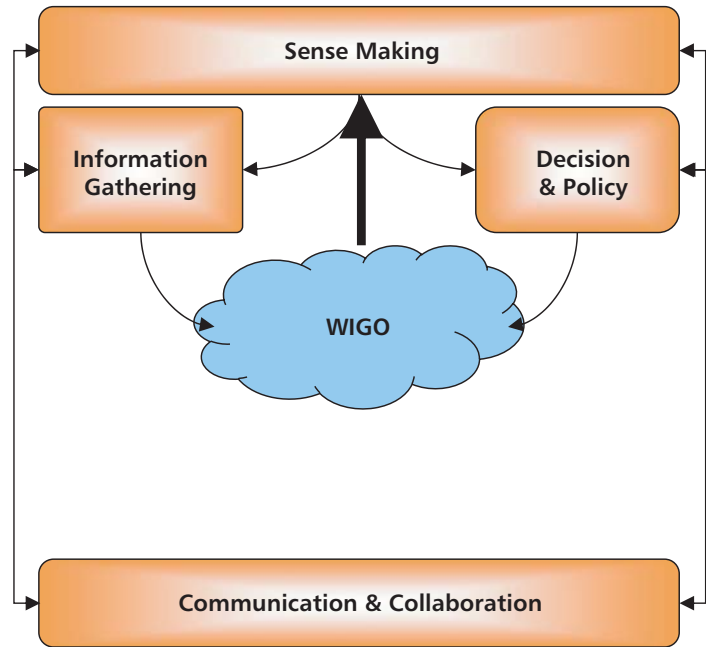 Sense Making
Information
Gathering
Decision
& Policy
WIGO
Communication & Collaboration